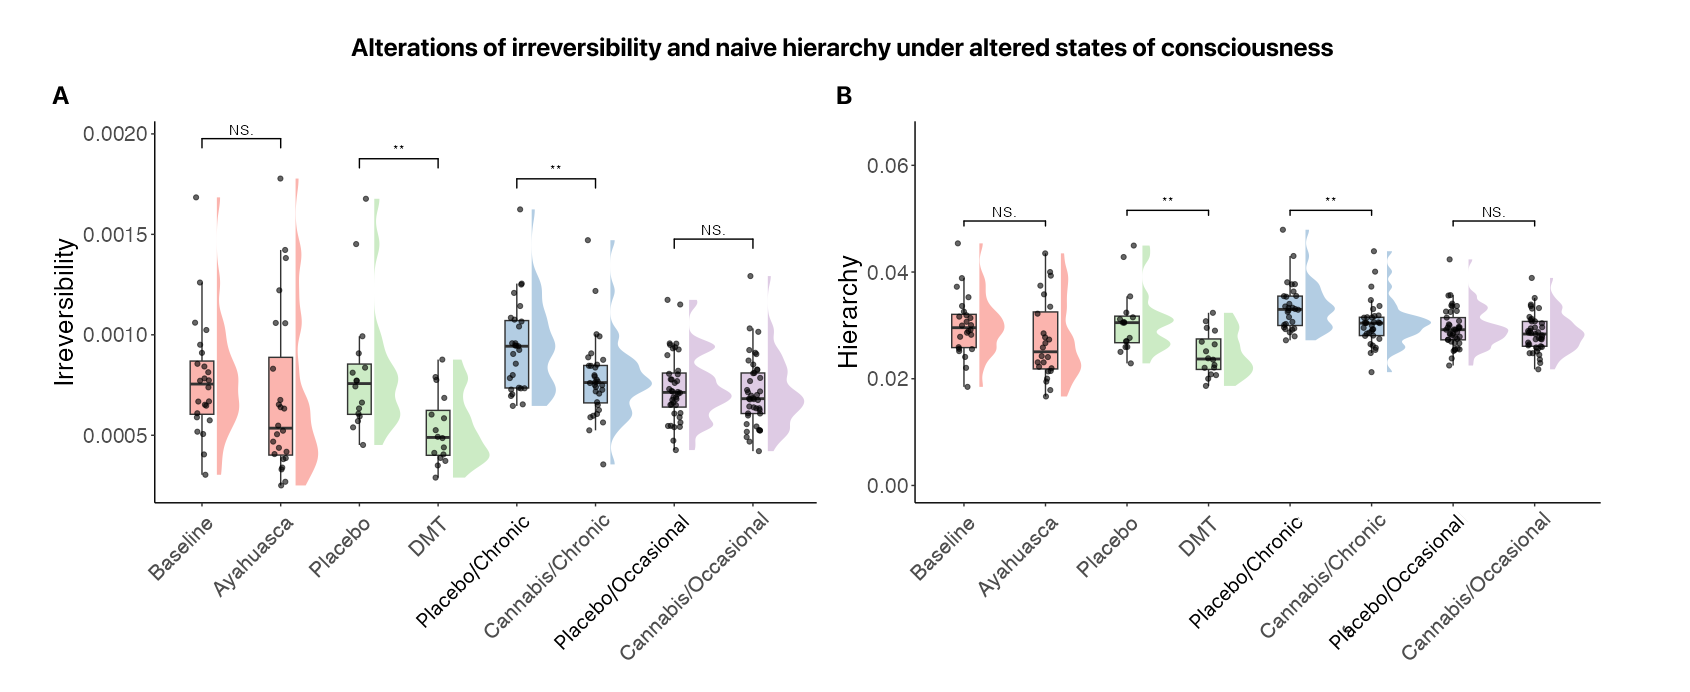 Alterations of irreversibility and naive hierarchy under altered states of consciousness
A
Irreversibility
0.0020
0.0015
0.0010
0.0005
NS.
**
**
NS.
Baseline
Ayahuasca
Placebo
DMT
Placebo/Chronic
Cannabis/Chronic
Placebo/Occasional
Cannabis/Occasional
B
Hierarchy
0.06
0.04
0.02
0.00
NS.
**
**
NS.
Baseline
Ayahuasca
Placebo
DMT
Placebo/Chronic
Cannabis/Chronic
Placebo/Occasional
Cannabis/Occasional